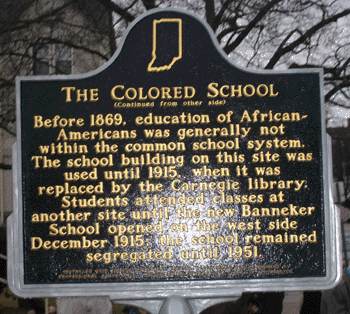 THE COLORED SCHOOL
(Continued from other side)
Before 1869, education of African-
Americans was generally not
within the common school system.
The school building on this site was
used until 1915, when it was
replaced by the Carnegie library.
Students attended classes at
another site until the new Banneker
School opened on the west side
December 1915; the school remained
segregated until 1951.